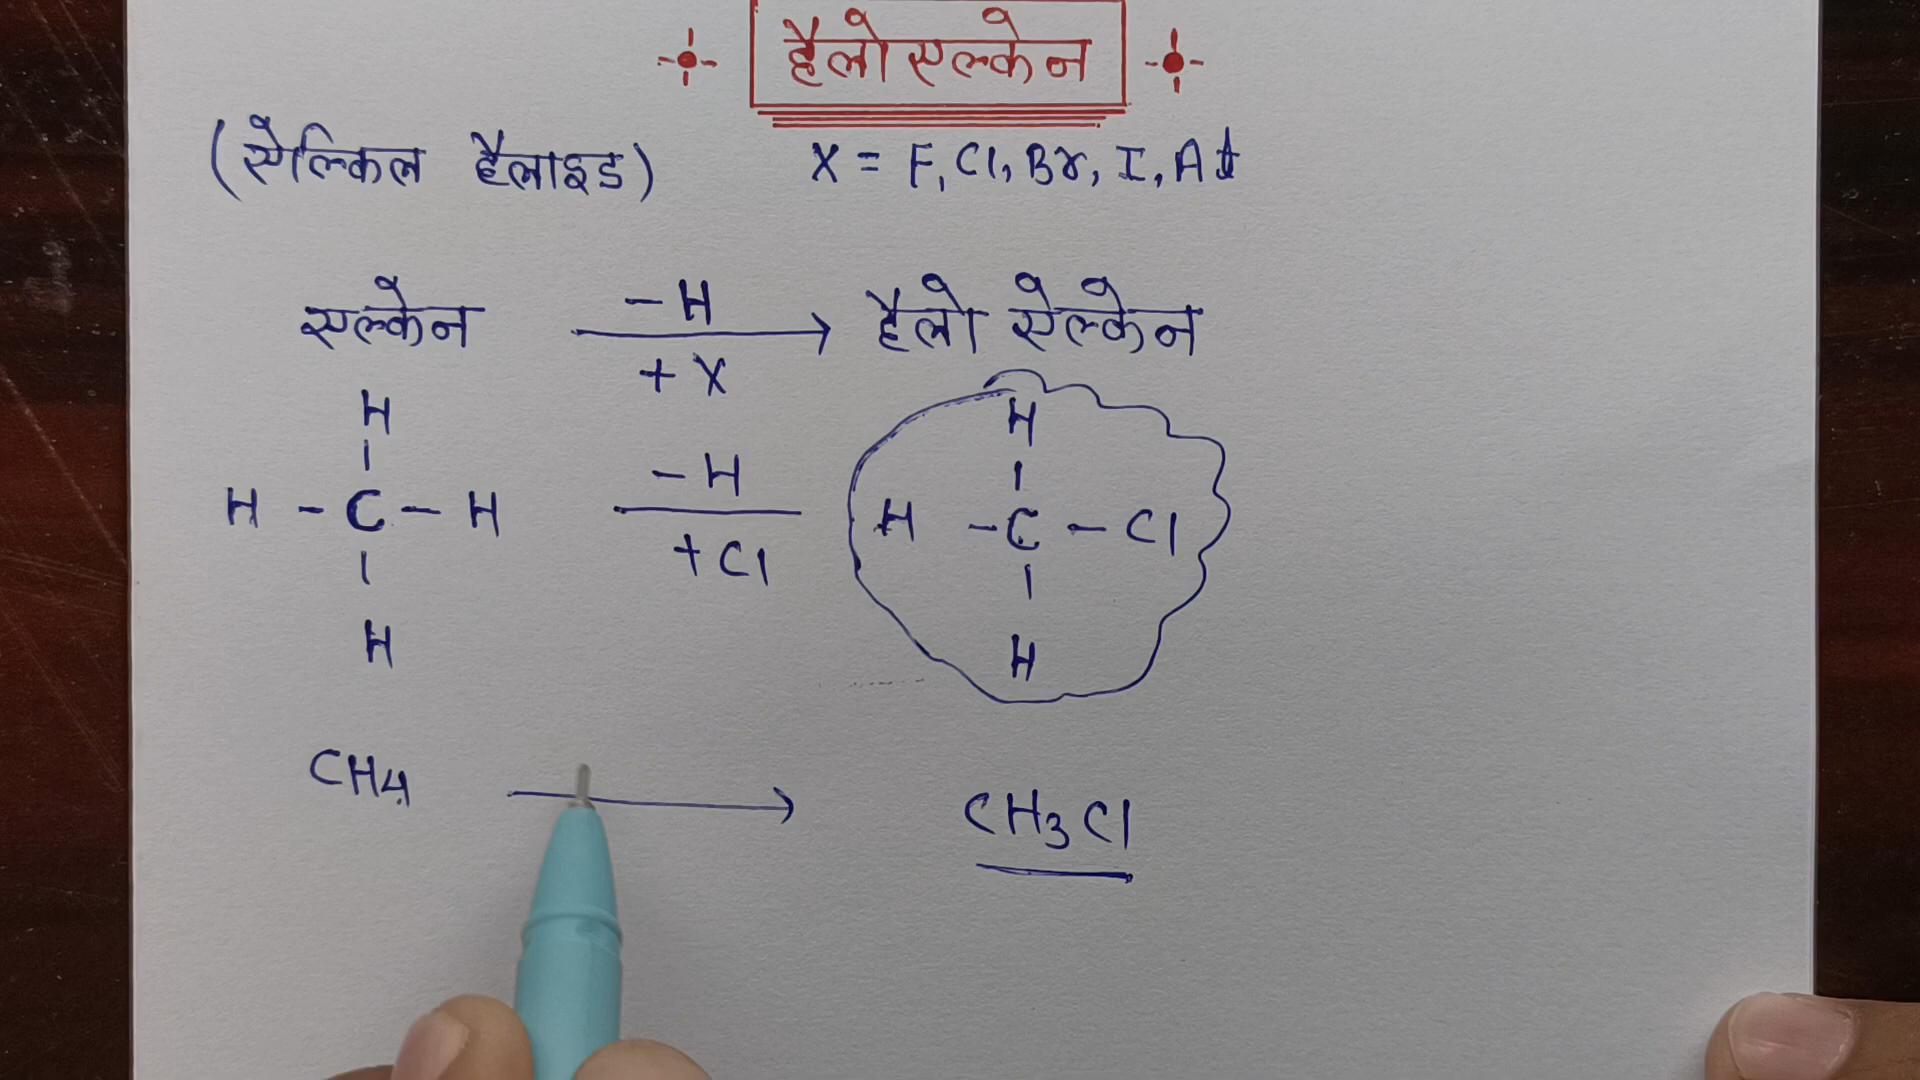 हैलोएल्केन
(ऐल्किल हैलाइड) X = F, Cl, Br, I, At
एल्केन - H + X हैलो ऐल्केन
H H
H - C - H - H + Cl H - C - Cl
H H
CH4 CH3Cl